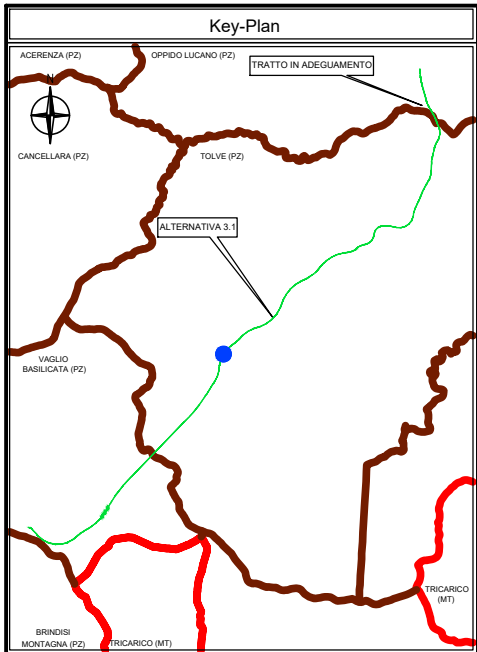 Key-Plan
ACERENZA (PZ)
OPPIDO LUCANO (PZ)
TRATTO IN ADEGUAMENTO
N
CANCELLARA (PZ)
TOLVE (PZ)
ALTERNATIVA 3.1
VAGLIO
BASILICATA (PZ)
TRICARICO
(MT)
BRINDISI
MONTAGNA (PZ)
TRICARICO (MT)